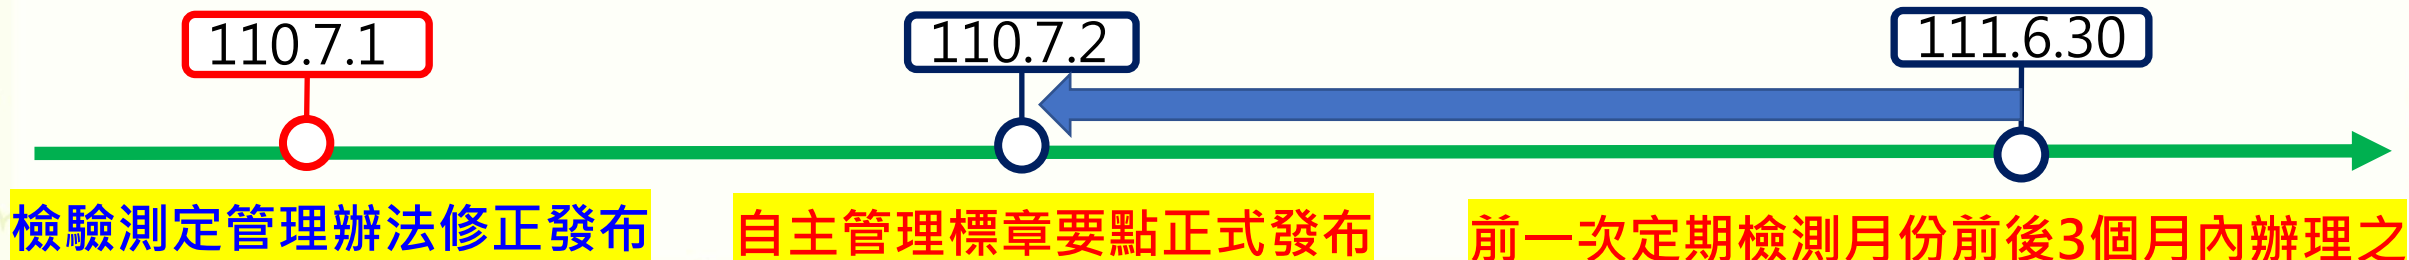 110.7.1
110.7.2
111.6.30
檢驗測定管理辦法修正發布
自主管理標章要點正式發布
前一次定期檢測月份前後3個月內辦理之